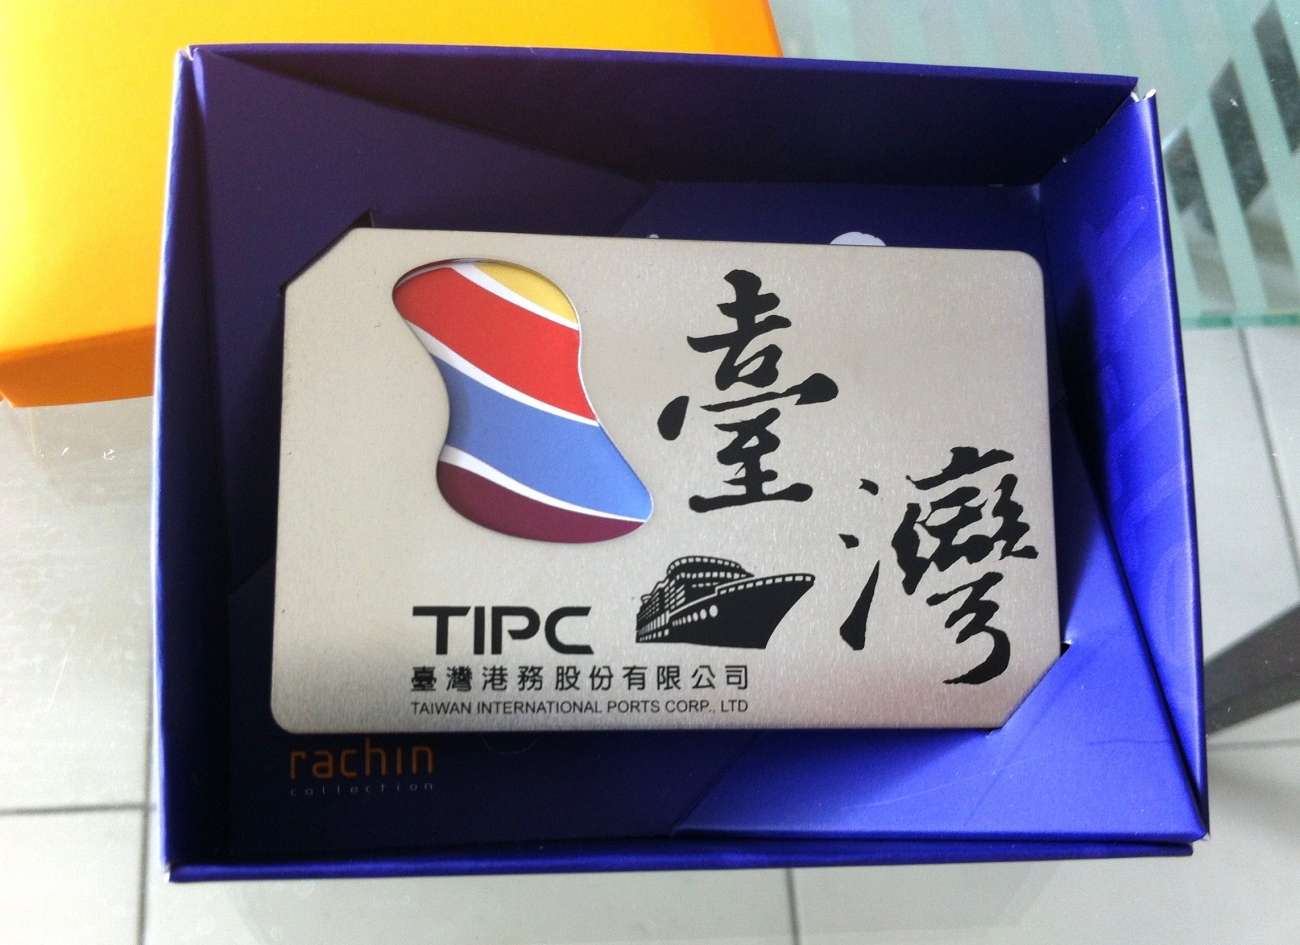 臺灣
TIPC
臺灣港務股份有限公司
TAIWAN INTERNATIONAL PORTS CORP., LTD
rachin
collection